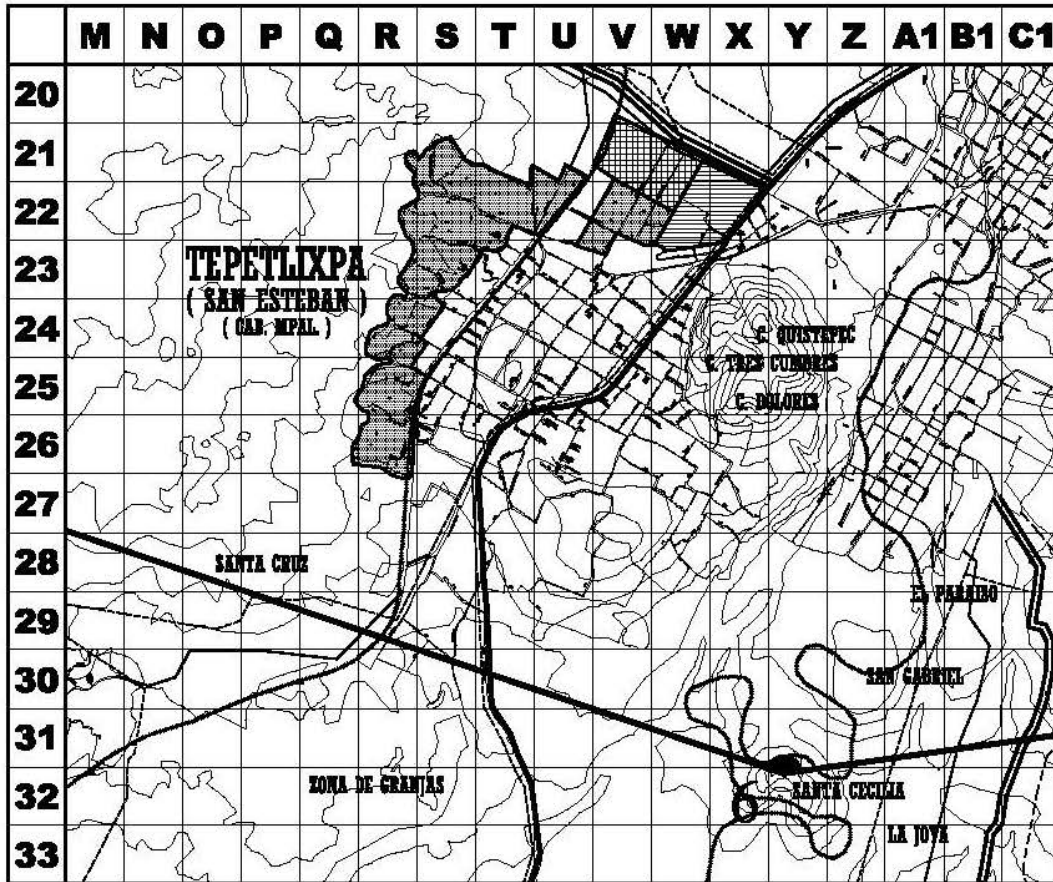 M N O P Q R S T U V W X Y Z A1 B1 C1
20
21
22
23
24
25
26
27
28
29
30
31
32
33
TEPETLIXPA
( SAN ESTEBAN )
( CAB. MPAL. )
C. QUISTEPEC
C. TRES CUMBRES
C. DOLORES
SANTA CRUZ
EL PARAISO
SAN GABRIEL
ZONA DE GRANJAS
SANTA CECILIA
LA JOYA